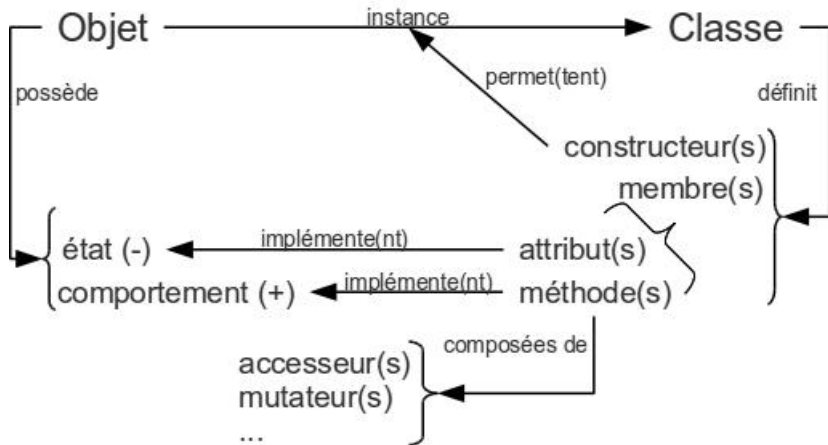 Objet
instance
Classe
possède
permet(tent)
définit
constructeur(s)
membre(s)
état (-)
implémente(nt)
attribut(s)
comportement (+)
implémente(nt)
méthode(s)
composées de
accesseur(s)
mutateur(s)
...